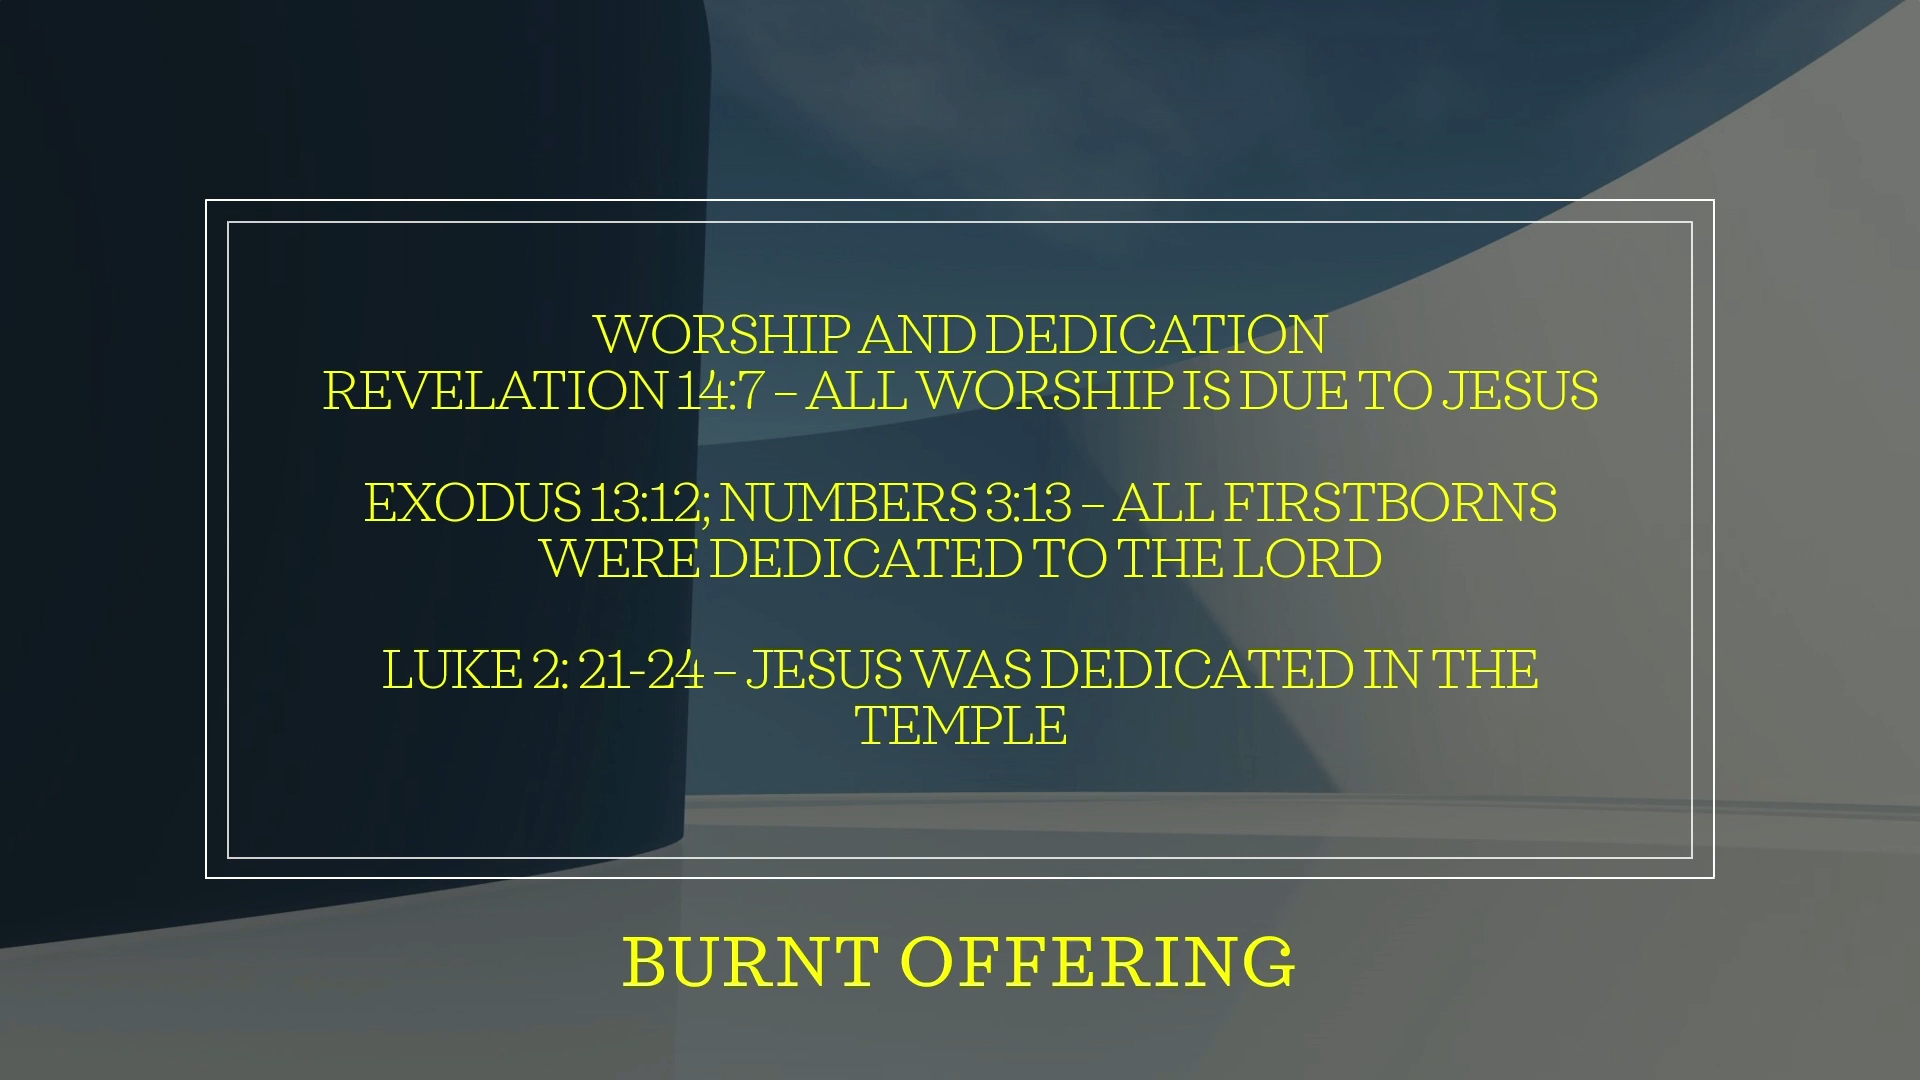 WORSHIP AND DEDICATION
REVELATION 14:7 – ALL WORSHIP IS DUE TO JESUS
EXODUS 13:12; NUMBERS 3:13 – ALL FIRSTBORNS
WERE DEDICATED TO THE LORD
LUKE 2: 21-24 – JESUS WAS DEDICATED IN THE
TEMPLE
BURNT OFFERING